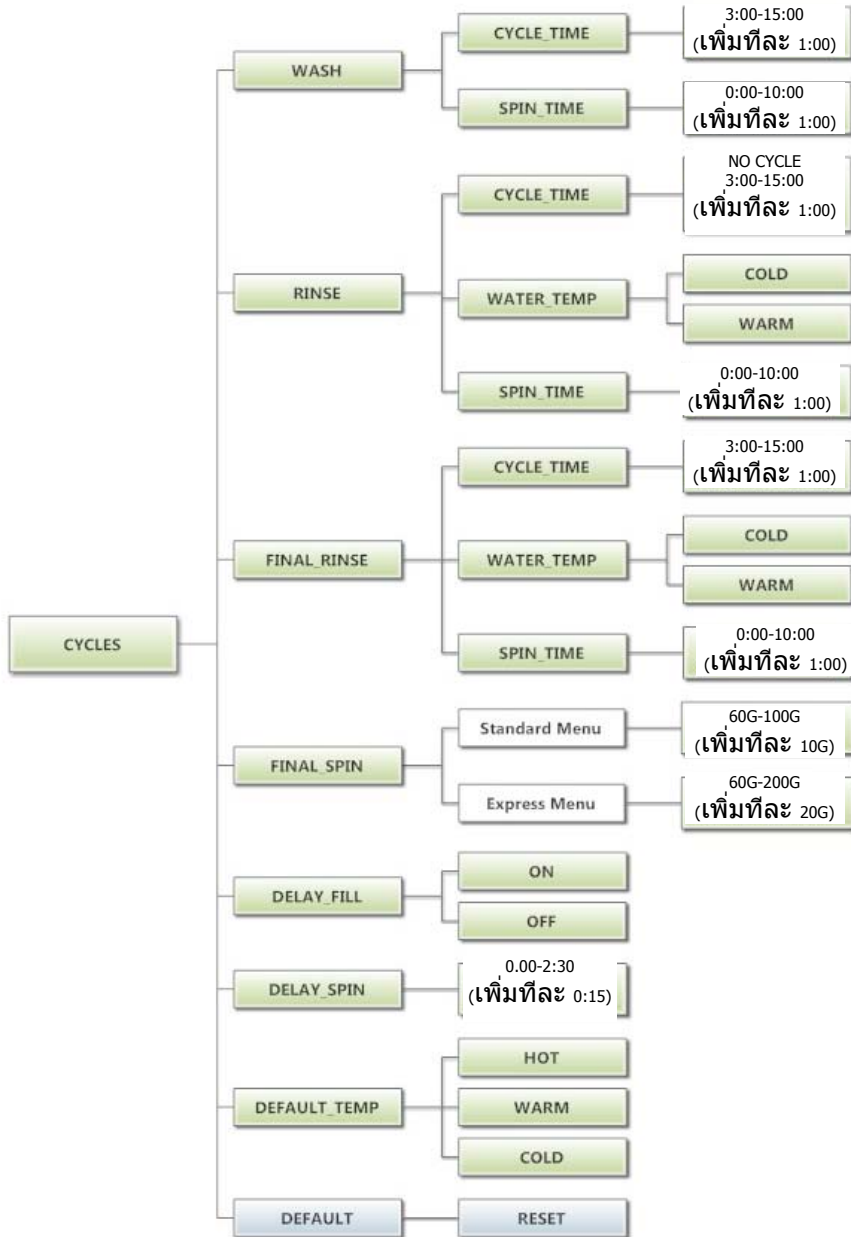 CYCLES
WASH
CYCLE_TIME
3:00-15:00
(เพิ่มทีละ 1:00)
SPIN_TIME
0:00-10:00
(เพิ่มทีละ 1:00)
RINSE
CYCLE_TIME
NO CYCLE
3:00-15:00
(เพิ่มทีละ 1:00)
WATER_TEMP
COLD
WARM
SPIN_TIME
0:00-10:00
(เพิ่มทีละ 1:00)
FINAL_RINSE
CYCLE_TIME
3:00-15:00
(เพิ่มทีละ 1:00)
WATER_TEMP
COLD
WARM
SPIN_TIME
0:00-10:00
(เพิ่มทีละ 1:00)
FINAL_SPIN
Standard Menu
60G-100G
(เพิ่มทีละ 10G)
Express Menu
60G-200G
(เพิ่มทีละ 20G)
DELAY_FILL
ON
OFF
DELAY_SPIN
0.00-2:30
(เพิ่มทีละ 0:15)
DEFAULT_TEMP
HOT
WARM
COLD
DEFAULT
RESET